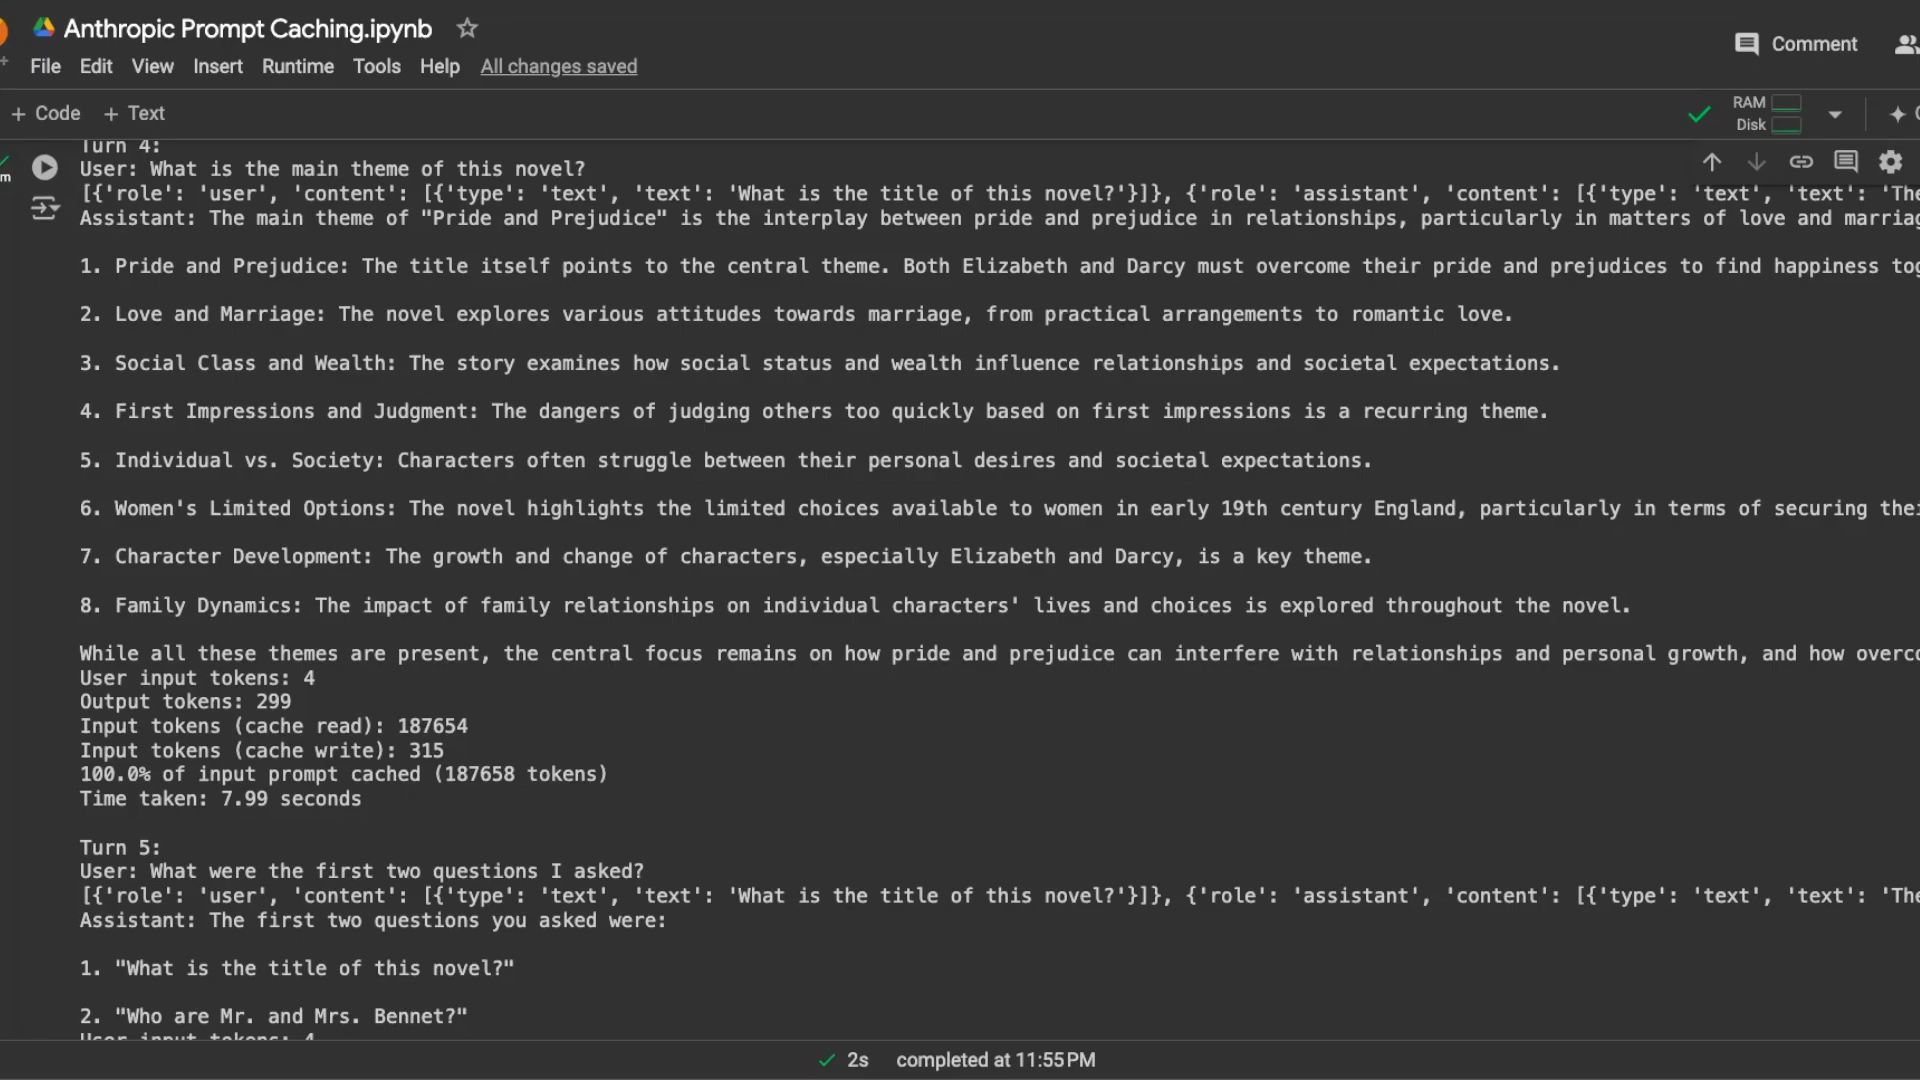 Anthropic Prompt Caching.ipynb
Comment
File Edit View Insert Runtime Tools Help All changes saved
+ Code + Text
RAM
Disk
Turn 4:
User: What is the main theme of this novel?
[{'role': 'user', 'content': [{'type': 'text', 'text': 'What is the title of this novel?'}]}, {'role': 'assistant', 'content': [{'type': 'text', 'text': 'The
Assistant: The main theme of "Pride and Prejudice" is the interplay between pride and prejudice in relationships, particularly in matters of love and marriag
1. Pride and Prejudice: The title itself points to the central theme. Both Elizabeth and Darcy must overcome their pride and prejudices to find happiness tog
2. Love and Marriage: The novel explores various attitudes towards marriage, from practical arrangements to romantic love.
3. Social Class and Wealth: The story examines how social status and wealth influence relationships and societal expectations.
4. First Impressions and Judgment: The dangers of judging others too quickly based on first impressions is a recurring theme.
5. Individual vs. Society: Characters often struggle between their personal desires and societal expectations.
6. Women's Limited Options: The novel highlights the limited choices available to women in early 19th century England, particularly in terms of securing thei
7. Character Development: The growth and change of characters, especially Elizabeth and Darcy, is a key theme.
8. Family Dynamics: The impact of family relationships on individual characters' lives and choices is explored throughout the novel.
While all these themes are present, the central focus remains on how pride and prejudice can interfere with relationships and personal growth, and how overco
User input tokens: 4
Output tokens: 299
Input tokens (cache read): 187654
Input tokens (cache write): 315
100.0% of input prompt cached (187658 tokens)
Time taken: 7.99 seconds
Turn 5:
User: What were the first two questions I asked?
[{'role': 'user', 'content': [{'type': 'text', 'text': 'What is the title of this novel?'}]}, {'role': 'assistant', 'content': [{'type': 'text', 'text': 'The
Assistant: The first two questions you asked were:
1. "What is the title of this novel?"
2. "Who are Mr. and Mrs. Bennet?"
User input tokens: 4
2s completed at 11:55 PM